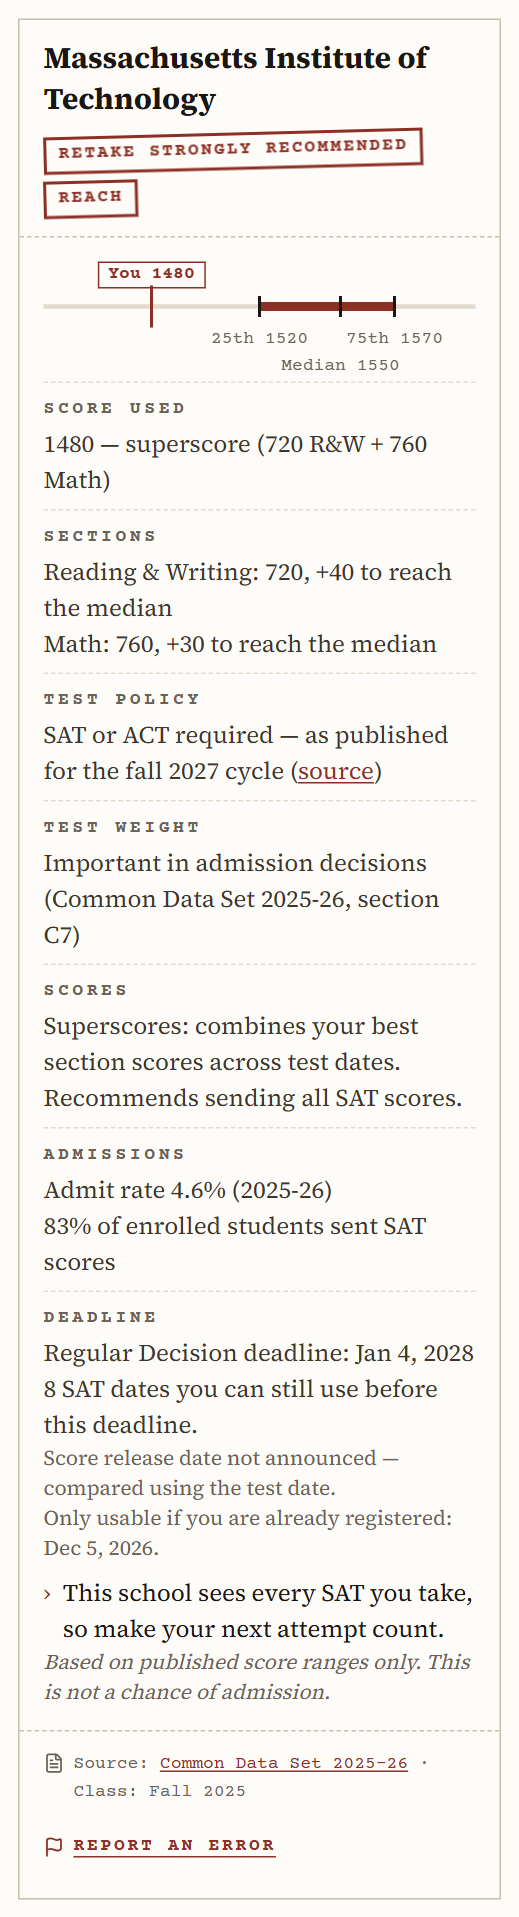 Massachusetts Institute of
Technology
RETAKE STRONGLY RECOMMENDED
REACH
You 1480
25th 1520 75th 1570
Median 1550
SCORE USED
1480 — superscore (720 R&W + 760
Math)
SECTIONS
Reading & Writing: 720, +40 to reach
the median
Math: 760, +30 to reach the median
TEST POLICY
SAT or ACT required — as published
for the fall 2027 cycle (source)
TEST WEIGHT
Important in admission decisions
(Common Data Set 2025-26, section
C7)
SCORES
Superscores: combines your best
section scores across test dates.
Recommends sending all SAT scores.
ADMISSIONS
Admit rate 4.6% (2025-26)
83% of enrolled students sent SAT
scores
DEADLINE
Regular Decision deadline: Jan 4, 2028
8 SAT dates you can still use before
this deadline.
Score release date not announced —
compared using the test date.
Only usable if you are already registered:
Dec 5, 2026.
› This school sees every SAT you take,
so make your next attempt count.
Based on published score ranges only. This
is not a chance of admission.
Source: Common Data Set 2025-26 ·
Class: Fall 2025
REPORT AN ERROR